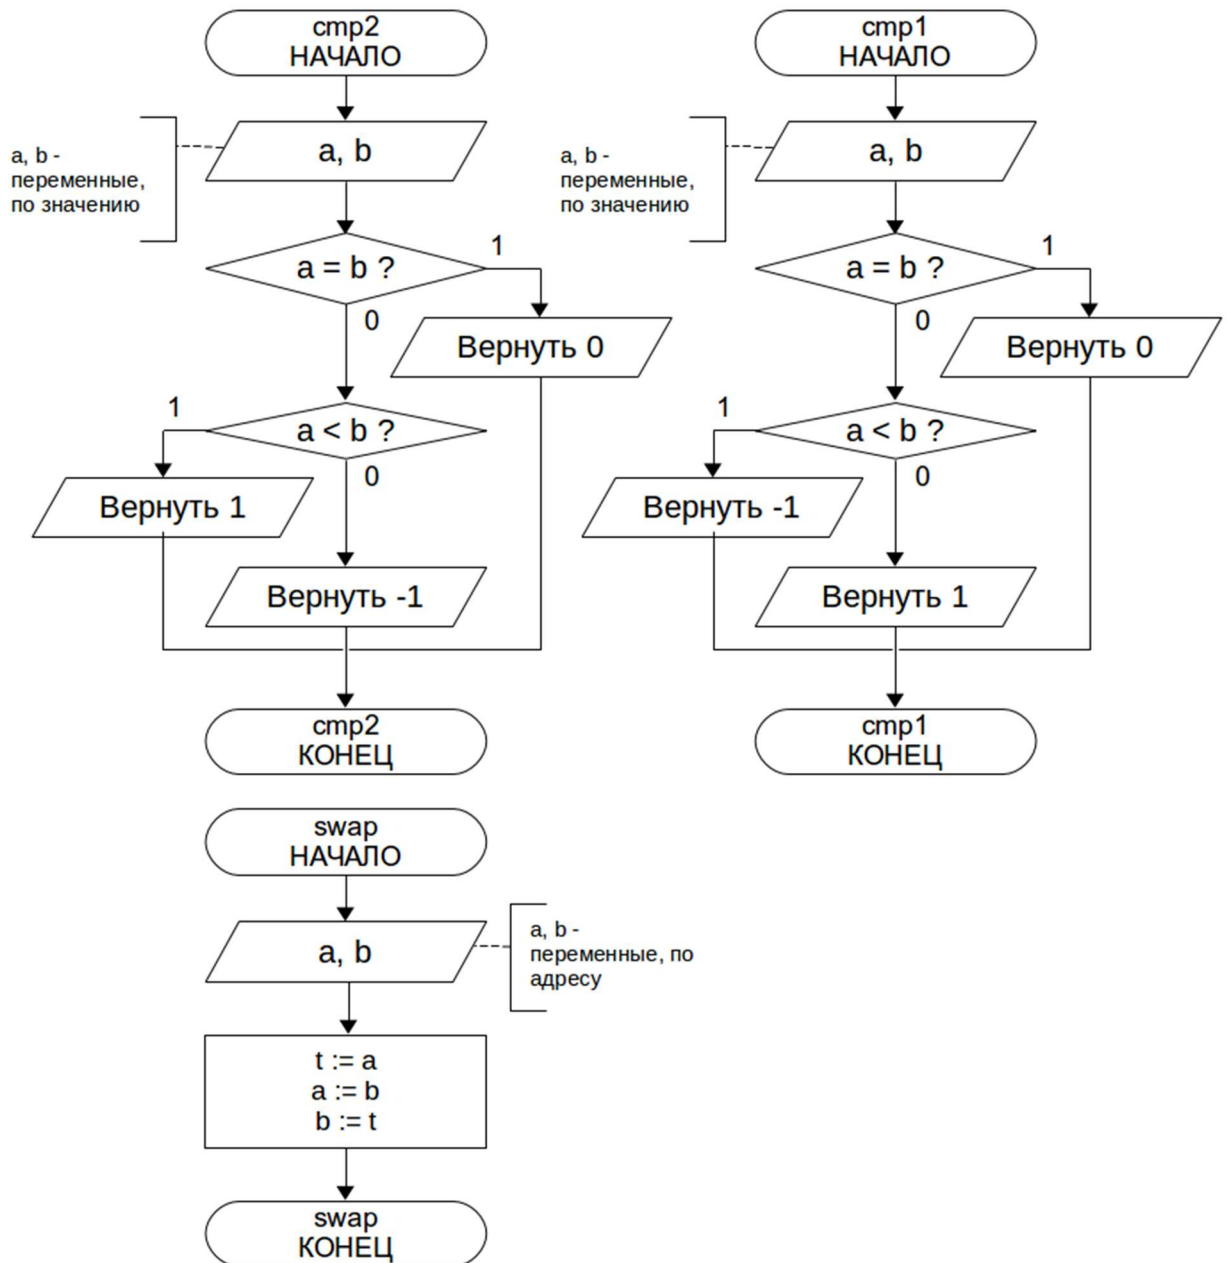 cmp2
НАЧАЛО
a, b
a, b -
переменные,
по значению
a = b ?
1
0
Вернуть 0
a < b ?
1
0
Вернуть 1
Вернуть -1
cmp2
КОНЕЦ
cmp1
НАЧАЛО
a, b
a, b -
переменные,
по значению
a = b ?
1
0
Вернуть 0
a < b ?
1
0
Вернуть -1
Вернуть 1
cmp1
КОНЕЦ
swap
НАЧАЛО
a, b
a, b -
переменные, по
адресу
t := a
a := b
b := t
swap
КОНЕЦ